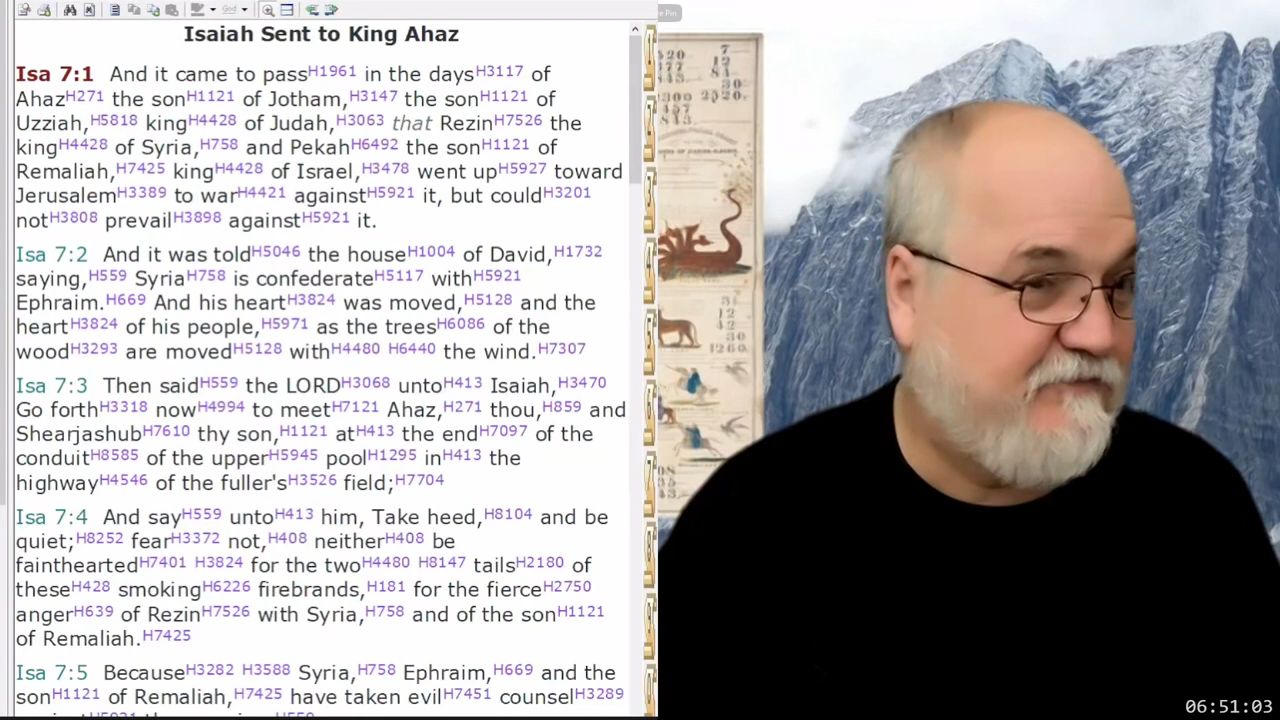 Isaiah Sent to King Ahaz
Isa 7:1 And it came to passH1961 in the daysH3117 of
AhazH271 the sonH1121 of Jotham,H3147 the sonH1121 of
Uzziah,H5818 kingH4428 of Judah,H3063 that RezinH7526 the
kingH4428 of Syria,H758 and PekahH6492 the sonH1121 of
Remaliah,H7425 kingH4428 of Israel,H3478 went upH5927 toward
JerusalemH3389 to warH4421 againstH5921 it, but couldH3201
notH3808 prevailH3898 againstH5921 it.
Isa 7:2 And it was toldH5046 the houseH1004 of David,H1732
saying,H559 SyriaH758 is confederateH5117 withH5921
Ephraim.H669 And his heartH3824 was moved,H5128 and the
heartH3824 of his people,H5971 as the treesH6086 of the
woodH3293 are movedH5128 withH4480 H6440 the wind.H7307
Isa 7:3 Then saidH559 the LORDH3068 untoH413 Isaiah,H3470
Go forthH3318 nowH4994 to meetH7121 Ahaz,H271 thou,H859 and
ShearjashubH7610 thy son,H1121 atH413 the endH7097 of the
conduitH8585 of the upperH5945 poolH1295 inH413 the
highwayH4546 of the fuller'sH3526 field;H7704
Isa 7:4 And sayH559 untoH413 him, Take heed,H8104 and be
quiet;H8252 fearH3372 not,H408 neitherH408 be
faintheartedH7401 H3824 for the twoH4480 H8147 tailsH2180 of
theseH428 smokingH6226 firebrands,H181 for the fierceH2750
angerH639 of RezinH7526 with Syria,H758 and of the sonH1121
of Remaliah.H7425
Isa 7:5 BecauseH3282 H3588 Syria,H758 Ephraim,H669 and the
sonH1121 of Remaliah,H7425 have taken evilH7451 counselH3289
7
12
30
2520.
457
12
42
30
1260.
06:51:03